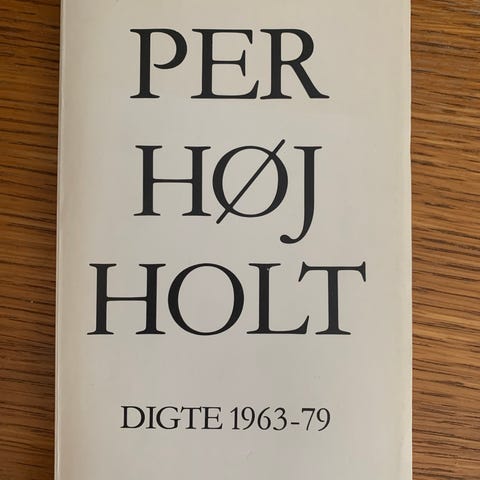 PER
HØJ
HOLT
DIGTE 1963-79